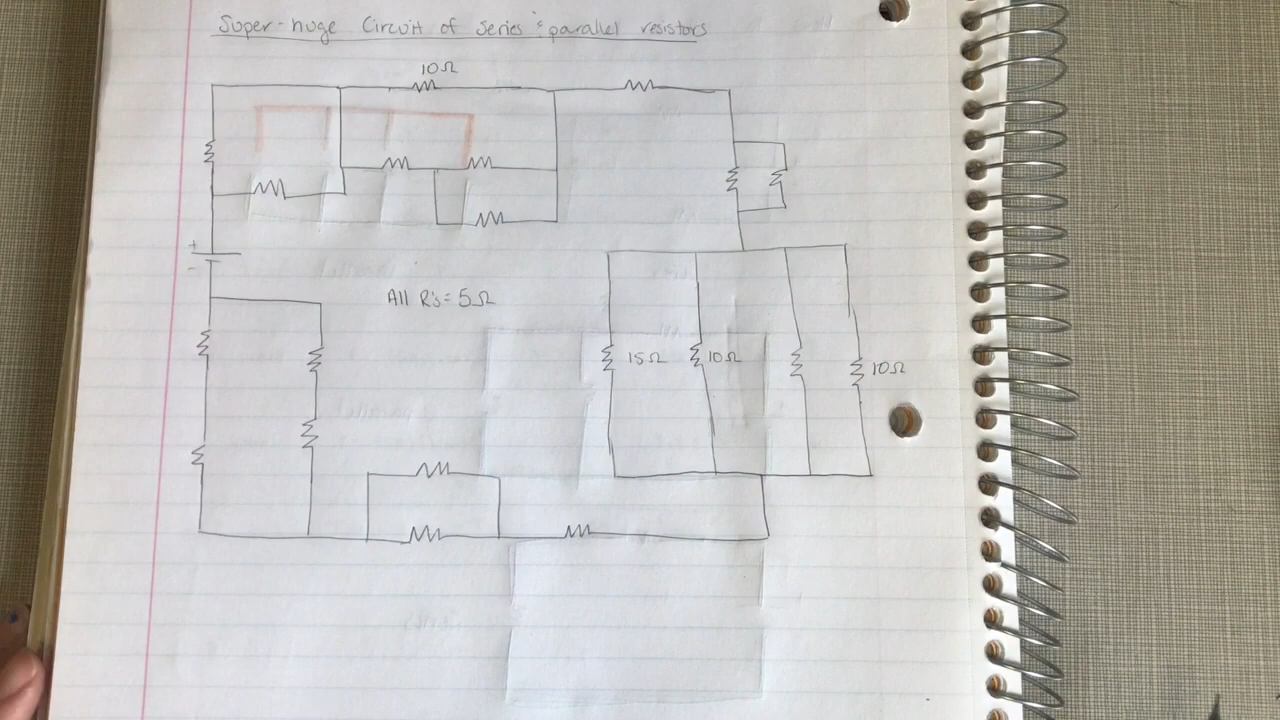 Super-huge Circuit of series & parallel resistors
10Ω
+
-
All R's = 5Ω
15Ω
10Ω
10Ω